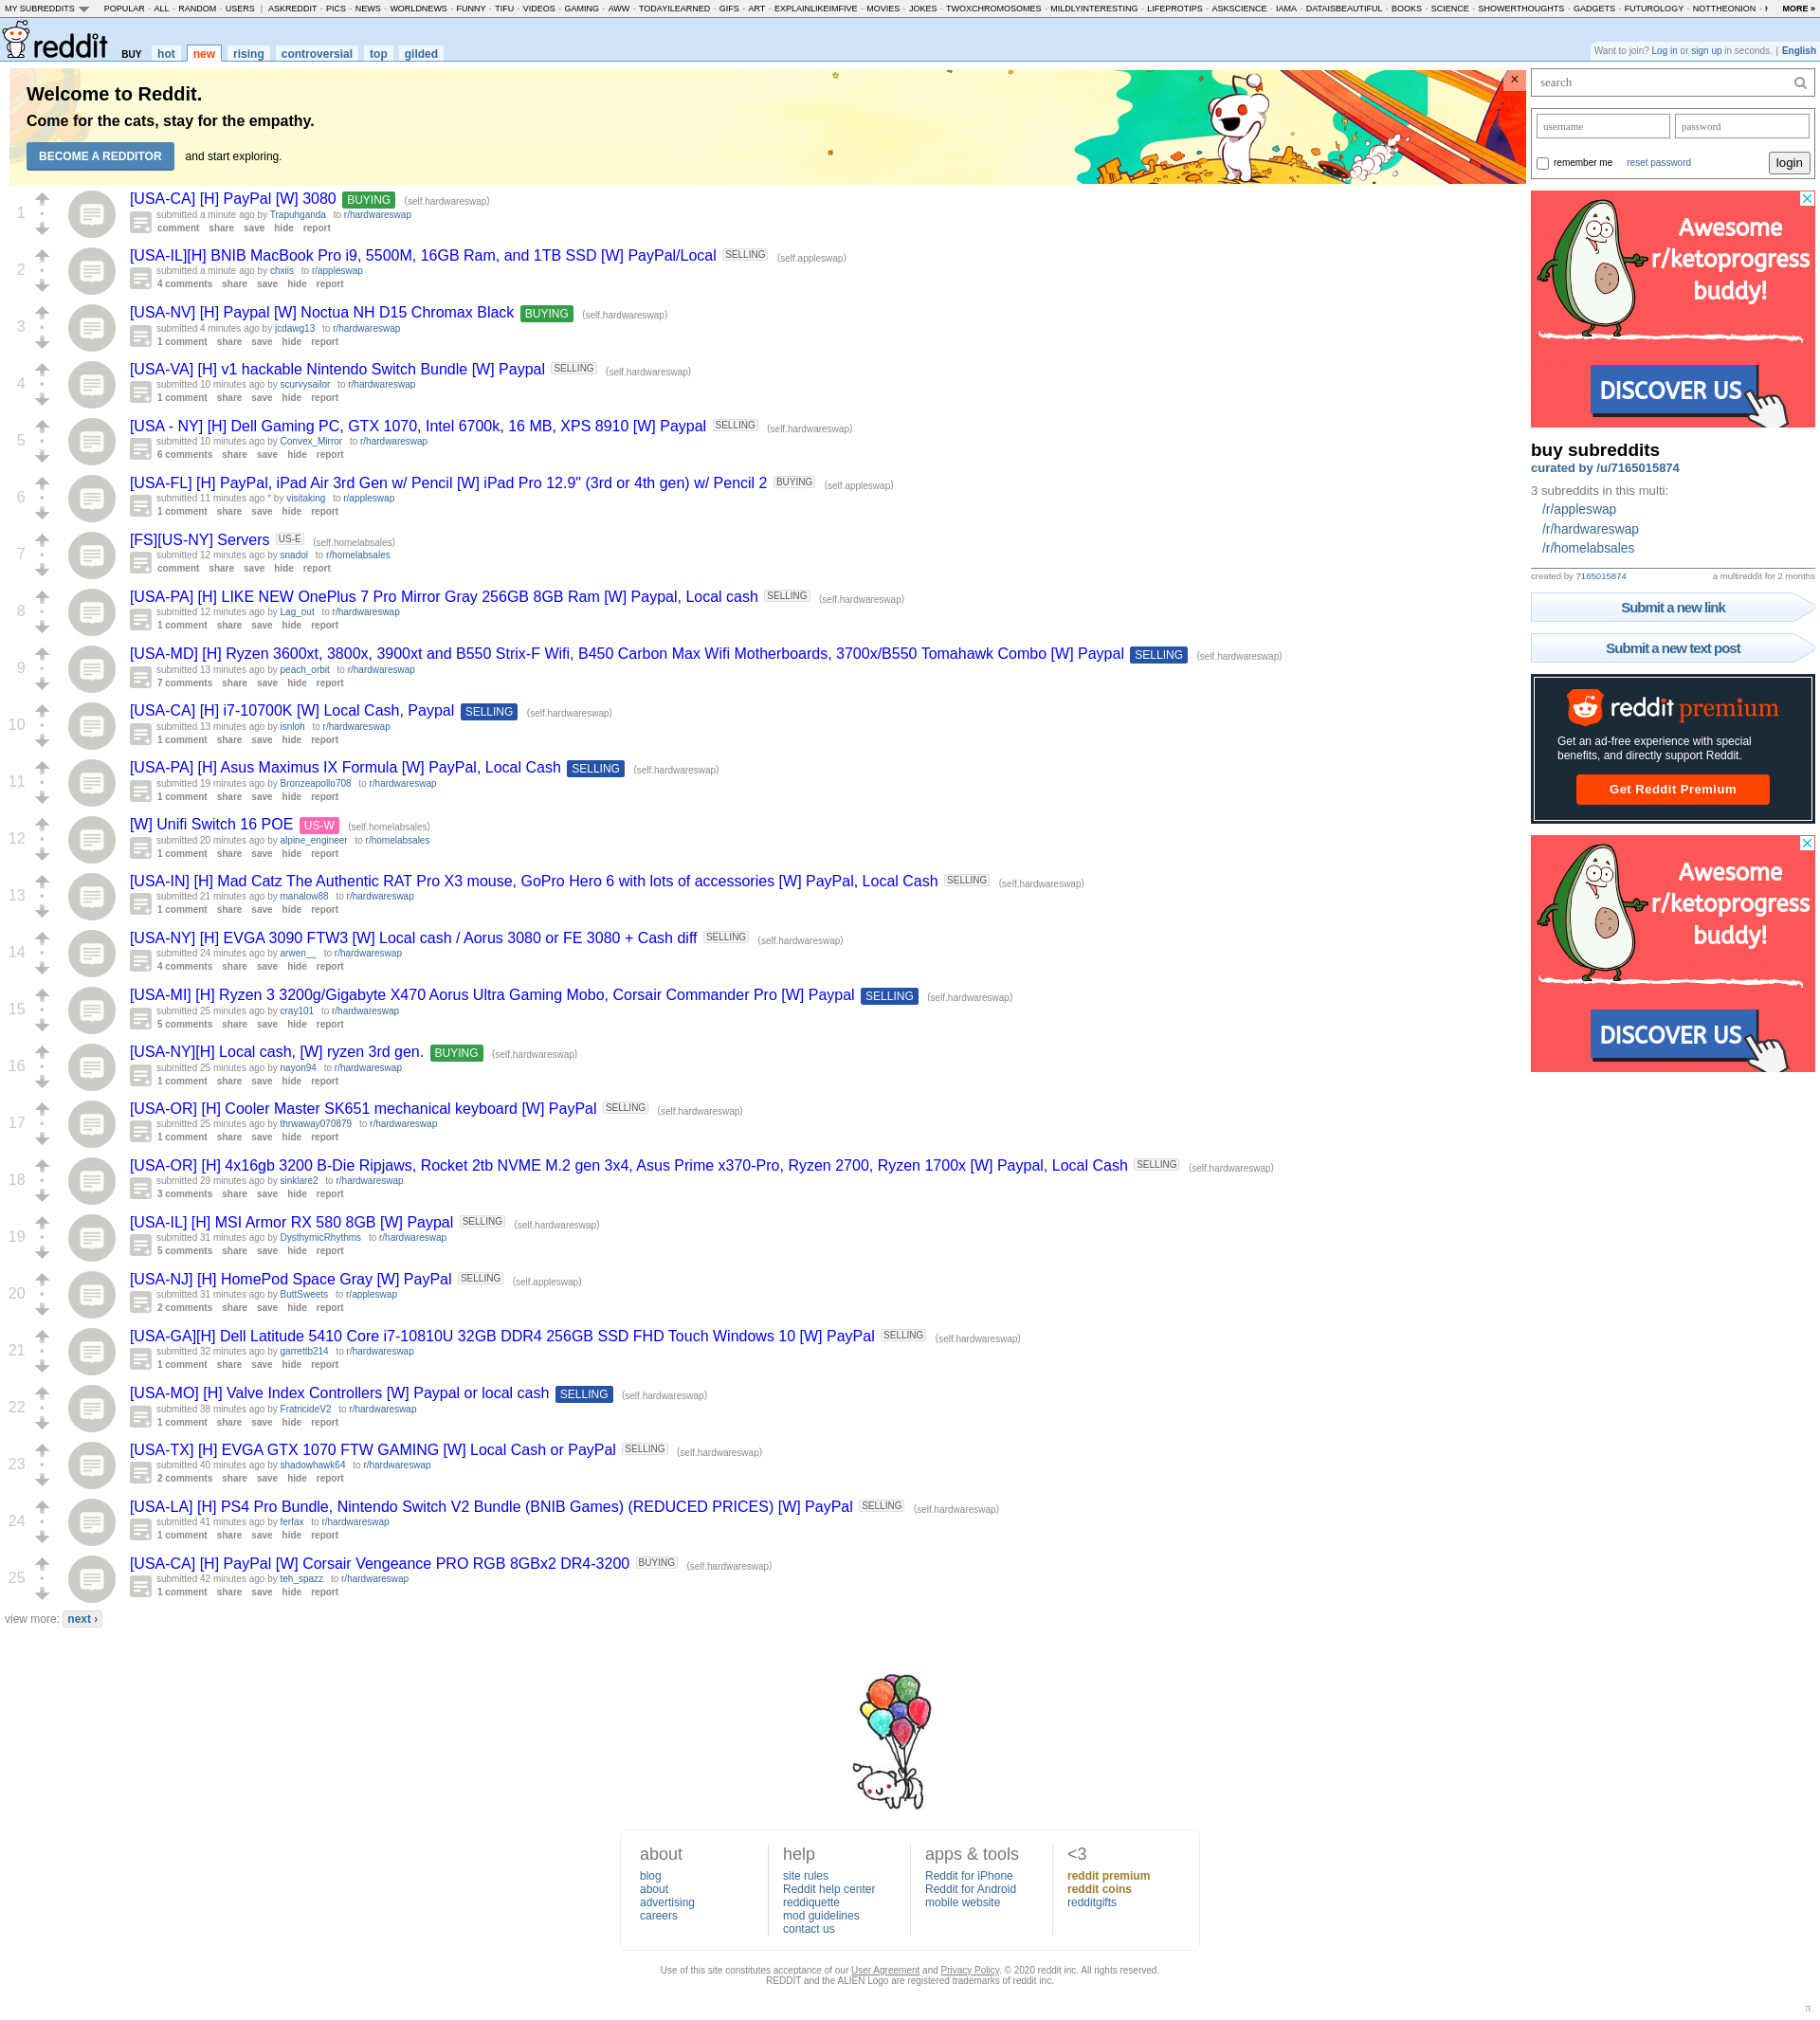 MY SUBREDDITS POPULAR - ALL - RANDOM - USERS | ASKREDDIT - PICS - NEWS - WORLDNEWS - FUNNY - TIFU - VIDEOS - GAMING - AWW - TODAYILEARNED - GIFS - ART - EXPLAINLIKEIMFIVE - MOVIES - JOKES - TWOXCHROMOSOMES - MILDLYINTERESTING - LIFEPROTIPS - ASKSCIENCE - IAMA - DATAISBEAUTIFUL - BOOKS - SCIENCE - SHOWERTHOUGHTS - GADGETS - FUTUROLOGY - NOTTHEONION - MORE »
reddit BUY hot new rising controversial top gilded
Want to join? Log in or sign up in seconds. | English
Welcome to Reddit.
Come for the cats, stay for the empathy.
BECOME A REDDITOR and start exploring.
×
1
[USA-CA] [H] PayPal [W] 3080 BUYING (self.hardwareswap)
submitted a minute ago by Trapuhganda to r/hardwareswap
comment share save hide report
2
[USA-IL][H] BNIB MacBook Pro i9, 5500M, 16GB Ram, and 1TB SSD [W] PayPal/Local SELLING (self.appleswap)
submitted a minute ago by chxiis to r/appleswap
4 comments share save hide report
3
[USA-NV] [H] Paypal [W] Noctua NH D15 Chromax Black BUYING (self.hardwareswap)
submitted 4 minutes ago by jcdawg13 to r/hardwareswap
1 comment share save hide report
4
[USA-VA] [H] v1 hackable Nintendo Switch Bundle [W] Paypal SELLING (self.hardwareswap)
submitted 10 minutes ago by scurvysailor to r/hardwareswap
1 comment share save hide report
5
[USA - NY] [H] Dell Gaming PC, GTX 1070, Intel 6700k, 16 MB, XPS 8910 [W] Paypal SELLING (self.hardwareswap)
submitted 10 minutes ago by Convex_Mirror to r/hardwareswap
6 comments share save hide report
6
[USA-FL] [H] PayPal, iPad Air 3rd Gen w/ Pencil [W] iPad Pro 12.9" (3rd or 4th gen) w/ Pencil 2 BUYING (self.appleswap)
submitted 11 minutes ago * by visitaking to r/appleswap
1 comment share save hide report
7
[FS][US-NY] Servers US-E (self.homelabsales)
submitted 12 minutes ago by snadol to r/homelabsales
comment share save hide report
8
[USA-PA] [H] LIKE NEW OnePlus 7 Pro Mirror Gray 256GB 8GB Ram [W] Paypal, Local cash SELLING (self.hardwareswap)
submitted 12 minutes ago by Lag_out to r/hardwareswap
1 comment share save hide report
9
[USA-MD] [H] Ryzen 3600xt, 3800x, 3900xt and B550 Strix-F Wifi, B450 Carbon Max Wifi Motherboards, 3700x/B550 Tomahawk Combo [W] Paypal SELLING (self.hardwareswap)
submitted 13 minutes ago by peach_orbit to r/hardwareswap
7 comments share save hide report
10
[USA-CA] [H] i7-10700K [W] Local Cash, Paypal SELLING (self.hardwareswap)
submitted 13 minutes ago by isnloh to r/hardwareswap
1 comment share save hide report
11
[USA-PA] [H] Asus Maximus IX Formula [W] PayPal, Local Cash SELLING (self.hardwareswap)
submitted 19 minutes ago by Bronzeapollo708 to r/hardwareswap
1 comment share save hide report
12
[W] Unifi Switch 16 POE US-W (self.homelabsales)
submitted 20 minutes ago by alpine_engineer to r/homelabsales
1 comment share save hide report
13
[USA-IN] [H] Mad Catz The Authentic RAT Pro X3 mouse, GoPro Hero 6 with lots of accessories [W] PayPal, Local Cash SELLING (self.hardwareswap)
submitted 21 minutes ago by manalow88 to r/hardwareswap
1 comment share save hide report
14
[USA-NY] [H] EVGA 3090 FTW3 [W] Local cash / Aorus 3080 or FE 3080 + Cash diff SELLING (self.hardwareswap)
submitted 24 minutes ago by arwen__ to r/hardwareswap
4 comments share save hide report
15
[USA-MI] [H] Ryzen 3 3200g/Gigabyte X470 Aorus Ultra Gaming Mobo, Corsair Commander Pro [W] Paypal SELLING (self.hardwareswap)
submitted 25 minutes ago by cray101 to r/hardwareswap
5 comments share save hide report
16
[USA-NY][H] Local cash, [W] ryzen 3rd gen. BUYING (self.hardwareswap)
submitted 25 minutes ago by nayon94 to r/hardwareswap
1 comment share save hide report
17
[USA-OR] [H] Cooler Master SK651 mechanical keyboard [W] PayPal SELLING (self.hardwareswap)
submitted 25 minutes ago by thrwaway070879 to r/hardwareswap
1 comment share save hide report
18
[USA-OR] [H] 4x16gb 3200 B-Die Ripjaws, Rocket 2tb NVME M.2 gen 3x4, Asus Prime x370-Pro, Ryzen 2700, Ryzen 1700x [W] Paypal, Local Cash SELLING (self.hardwareswap)
submitted 29 minutes ago by sinklare2 to r/hardwareswap
3 comments share save hide report
19
[USA-IL] [H] MSI Armor RX 580 8GB [W] Paypal SELLING (self.hardwareswap)
submitted 31 minutes ago by DysthymicRhythms to r/hardwareswap
5 comments share save hide report
20
[USA-NJ] [H] HomePod Space Gray [W] PayPal SELLING (self.appleswap)
submitted 31 minutes ago by ButtSweets to r/appleswap
2 comments share save hide report
21
[USA-GA][H] Dell Latitude 5410 Core i7-10810U 32GB DDR4 256GB SSD FHD Touch Windows 10 [W] PayPal SELLING (self.hardwareswap)
submitted 32 minutes ago by garrettb214 to r/hardwareswap
1 comment share save hide report
22
[USA-MO] [H] Valve Index Controllers [W] Paypal or local cash SELLING (self.hardwareswap)
submitted 38 minutes ago by FratricideV2 to r/hardwareswap
1 comment share save hide report
23
[USA-TX] [H] EVGA GTX 1070 FTW GAMING [W] Local Cash or PayPal SELLING (self.hardwareswap)
submitted 40 minutes ago by shadowhawk64 to r/hardwareswap
2 comments share save hide report
24
[USA-LA] [H] PS4 Pro Bundle, Nintendo Switch V2 Bundle (BNIB Games) (REDUCED PRICES) [W] PayPal SELLING (self.hardwareswap)
submitted 41 minutes ago by ferfax to r/hardwareswap
1 comment share save hide report
25
[USA-CA] [H] PayPal [W] Corsair Vengeance PRO RGB 8GBx2 DR4-3200 BUYING (self.hardwareswap)
submitted 42 minutes ago by teh_spazz to r/hardwareswap
1 comment share save hide report
view more: next ›
search
username password
remember me reset password login
Awesome
r/ketoprogress
buddy!
DISCOVER US
buy subreddits
curated by /u/7165015874
3 subreddits in this multi:
/r/appleswap
/r/hardwareswap
/r/homelabsales
created by 7165015874 a multireddit for 2 months
Submit a new link
Submit a new text post
reddit premium
Get an ad-free experience with special
benefits, and directly support Reddit.
Get Reddit Premium
Awesome
r/ketoprogress
buddy!
DISCOVER US
about
blog
about
advertising
careers
help
site rules
Reddit help center
reddiquette
mod guidelines
contact us
apps & tools
Reddit for iPhone
Reddit for Android
mobile website
<3
reddit premium
reddit coins
redditgifts
Use of this site constitutes acceptance of our User Agreement and Privacy Policy. © 2020 reddit inc. All rights reserved.
REDDIT and the ALIEN Logo are registered trademarks of reddit inc.
π